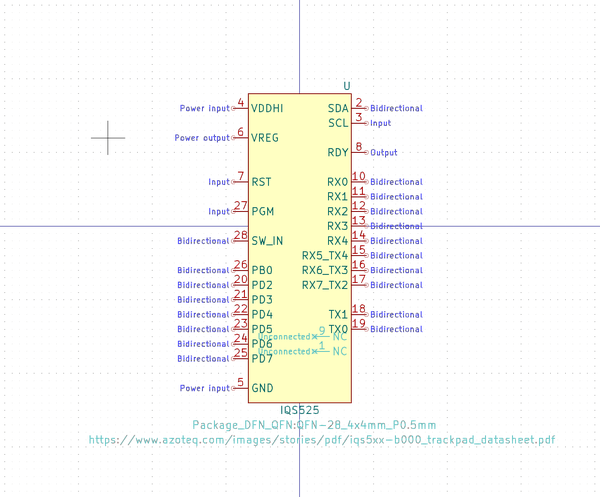 U
Power input 4 VDDHI SDA 2 Bidirectional
SCL 3 Input
Power output 6 VREG
RDY 8 Output
Input 7 RST RX0 10 Bidirectional
RX1 11 Bidirectional
Input 27 PGM RX2 12 Bidirectional
RX3 13 Bidirectional
Bidirectional 28 SW_IN RX4 14 Bidirectional
RX5_TX4 15 Bidirectional
Bidirectional 26 PB0 RX6_TX3 16 Bidirectional
Bidirectional 20 PD2 RX7_TX2 17 Bidirectional
Bidirectional 21 PD3
Bidirectional 22 PD4 TX1 18 Bidirectional
Bidirectional 23 PD5 TX0 19 Bidirectional
Unconnected 9 NC
Bidirectional 24 PD6
Unconnected 1 NC
Bidirectional 25 PD7
Power input 5 GND
IQS525
Package_DFN_QFN:QFN-28_4x4mm_P0.5mm
https://www.azoteq.com/images/stories/pdf/iqs5xx-b000_trackpad_datasheet.pdf